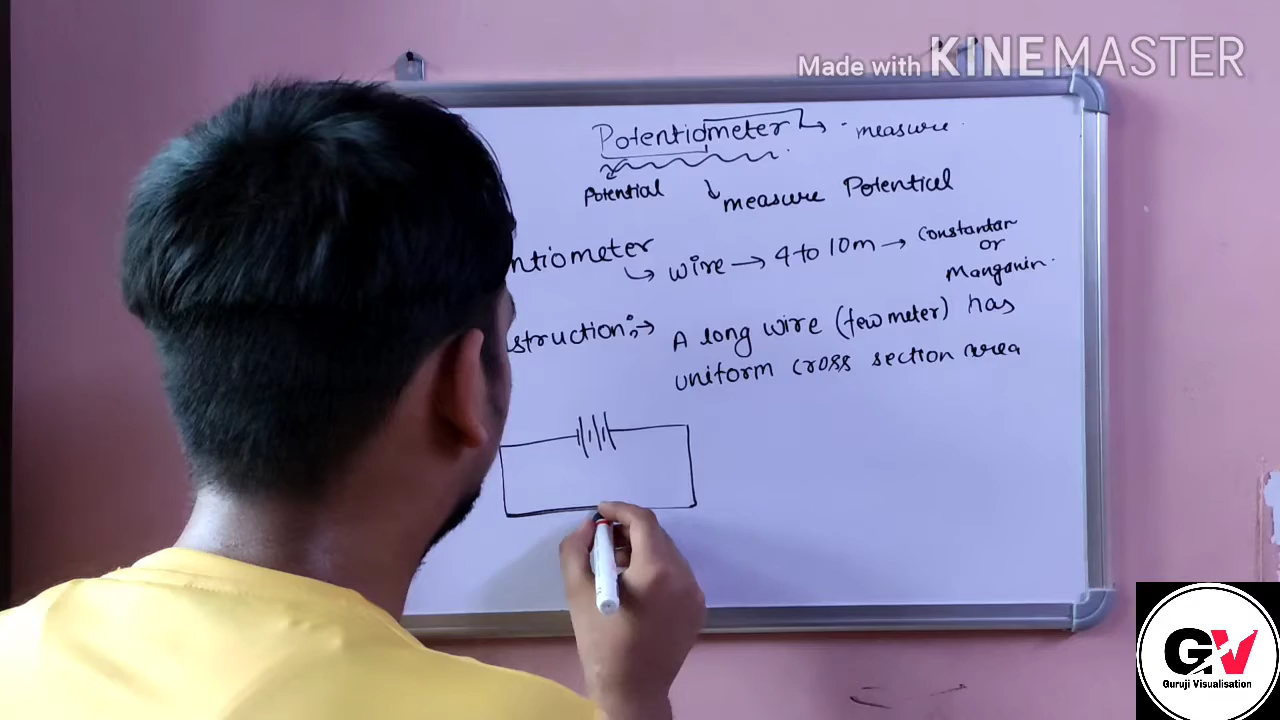 Made with KINEMASTER
Potentiometer → measure
Potential ↓ measure Potential
ntiometer
↳ wire → 4 to 10m → Constantan
or
Manganin.
struction:→ A long wire (few meter) has
uniform cross section area
GV
Guruji Visualisation